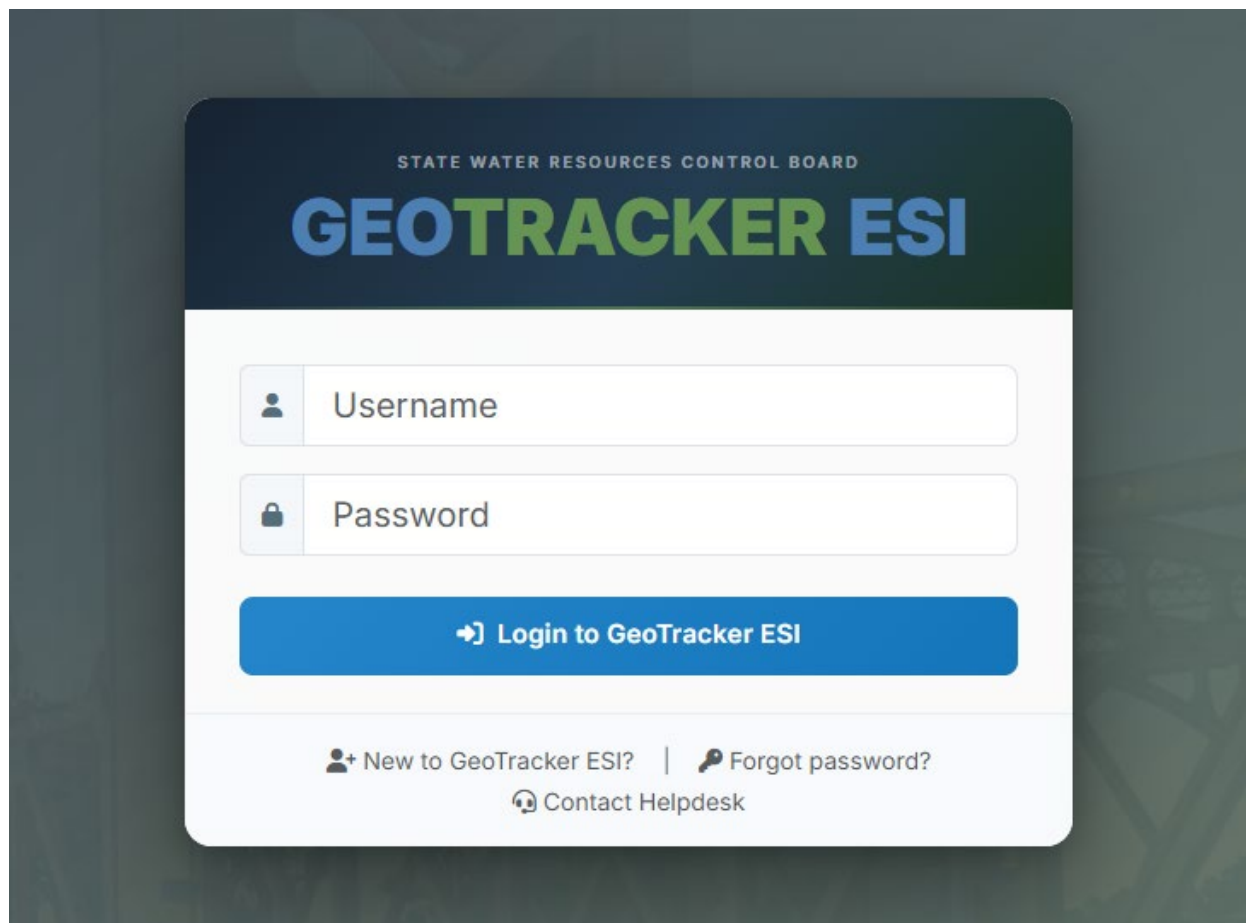 STATE WATER RESOURCES CONTROL BOARD
GEOTRACKER ESI
Username
Password
Login to GeoTracker ESI
New to GeoTracker ESI? | Forgot password?
Contact Helpdesk